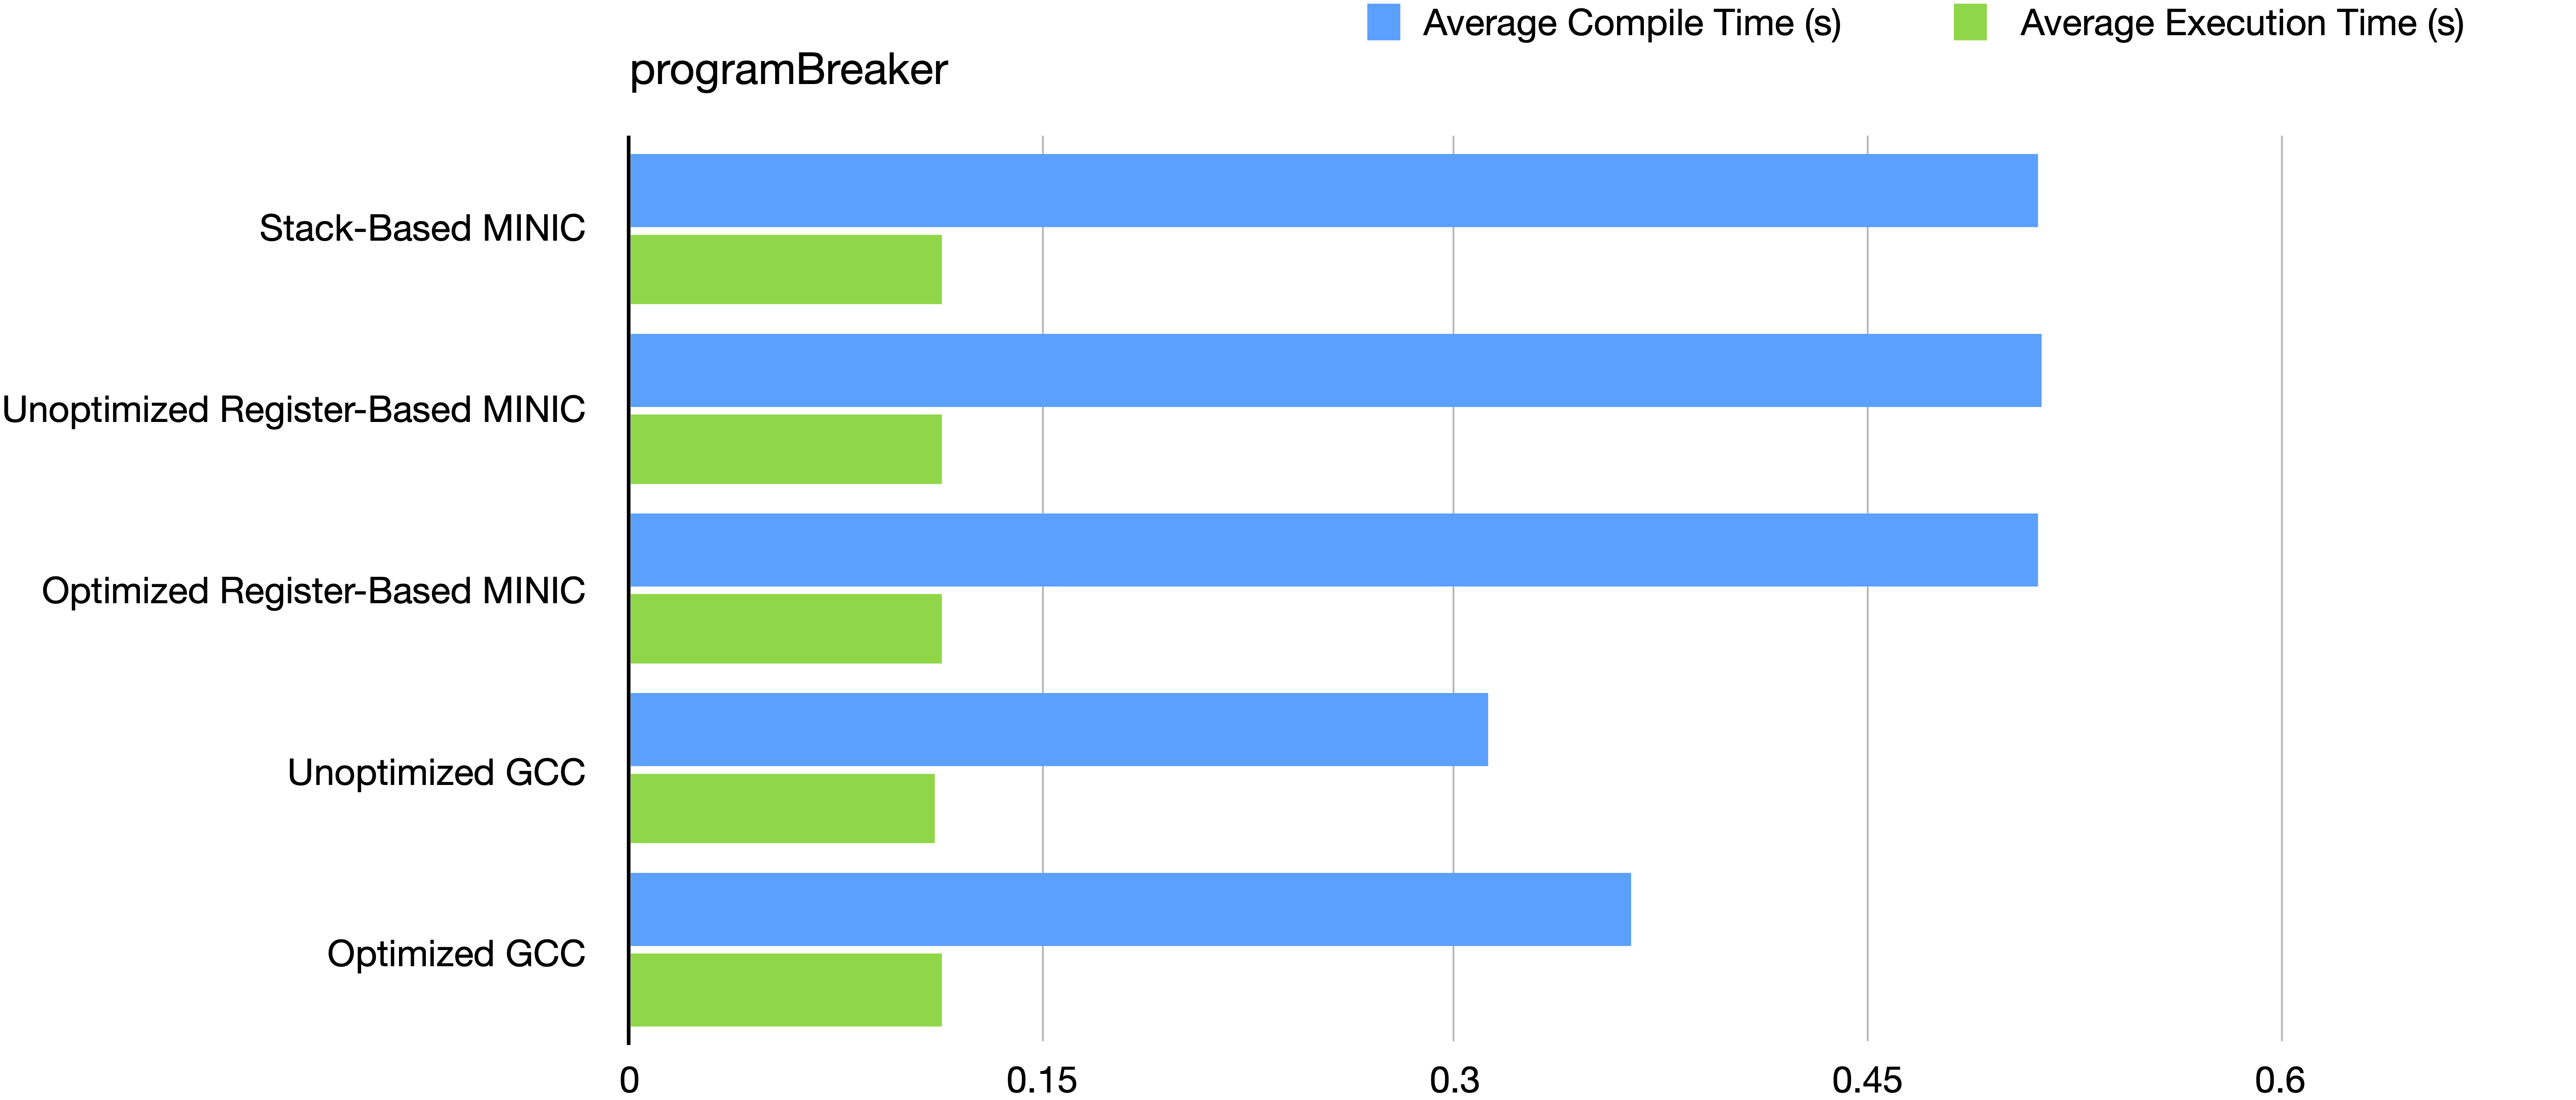 Average Compile Time (s)
Average Execution Time (s)
programBreaker
Stack-Based MINIC
Unoptimized Register-Based MINIC
Optimized Register-Based MINIC
Unoptimized GCC
Optimized GCC
0
0.15
0.3
0.45
0.6